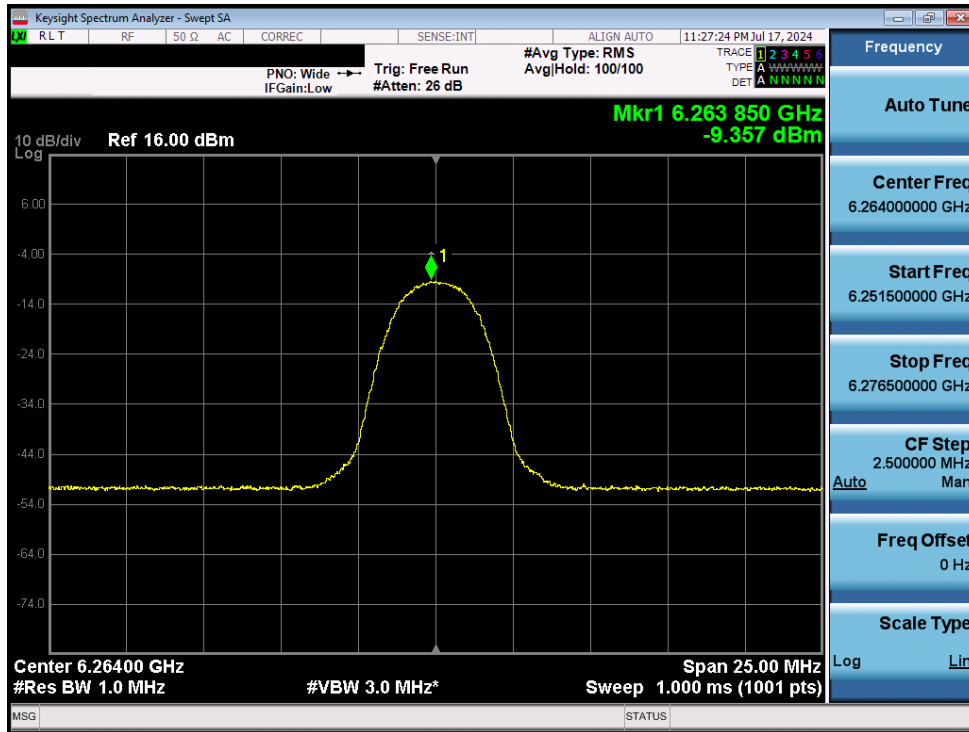 Keysight Spectrum Analyzer - Swept SA
LXI RLT RF 50 Ω AC CORREC SENSE:INT ALIGN AUTO 11:27:24 PM Jul 17, 2024
PNO: Wide
IFGain:Low
Trig: Free Run
#Atten: 26 dB
#Avg Type: RMS
Avg|Hold: 100/100
TRACE 1 2 3 4 5 6
TYPE A WWWWW
DET A N N N N N
Mkr1 6.263 850 GHz
-9.357 dBm
10 dB/div Ref 16.00 dBm
Log
6.00
-4.00
1
-14.0
-24.0
-34.0
-44.0
-54.0
-64.0
-74.0
Center 6.26400 GHz Span 25.00 MHz
#Res BW 1.0 MHz #VBW 3.0 MHz* Sweep 1.000 ms (1001 pts)
MSG STATUS
Frequency
Auto Tune
Center Freq
6.264000000 GHz
Start Freq
6.251500000 GHz
Stop Freq
6.276500000 GHz
CF Step
2.500000 MHz
Auto Man
Freq Offset
0 Hz
Scale Type
Log Lin